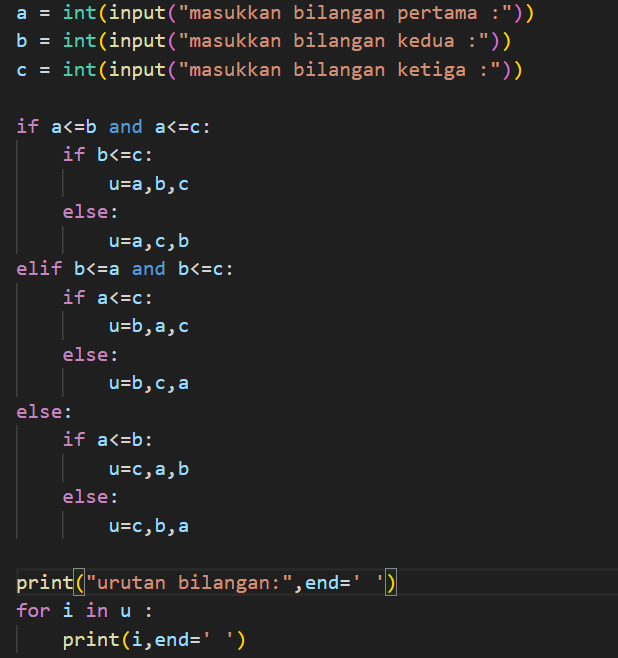 a = int(input("masukkan bilangan pertama :"))
b = int(input("masukkan bilangan kedua :"))
c = int(input("masukkan bilangan ketiga :"))

if a<=b and a<=c:
    if b<=c:
        u=a,b,c
    else:
        u=a,c,b
elif b<=a and b<=c:
    if a<=c:
        u=b,a,c
    else:
        u=b,c,a
else:
    if a<=b:
        u=c,a,b
    else:
        u=c,b,a

print("urutan bilangan:",end=' ')
for i in u :
    print(i,end=' ')